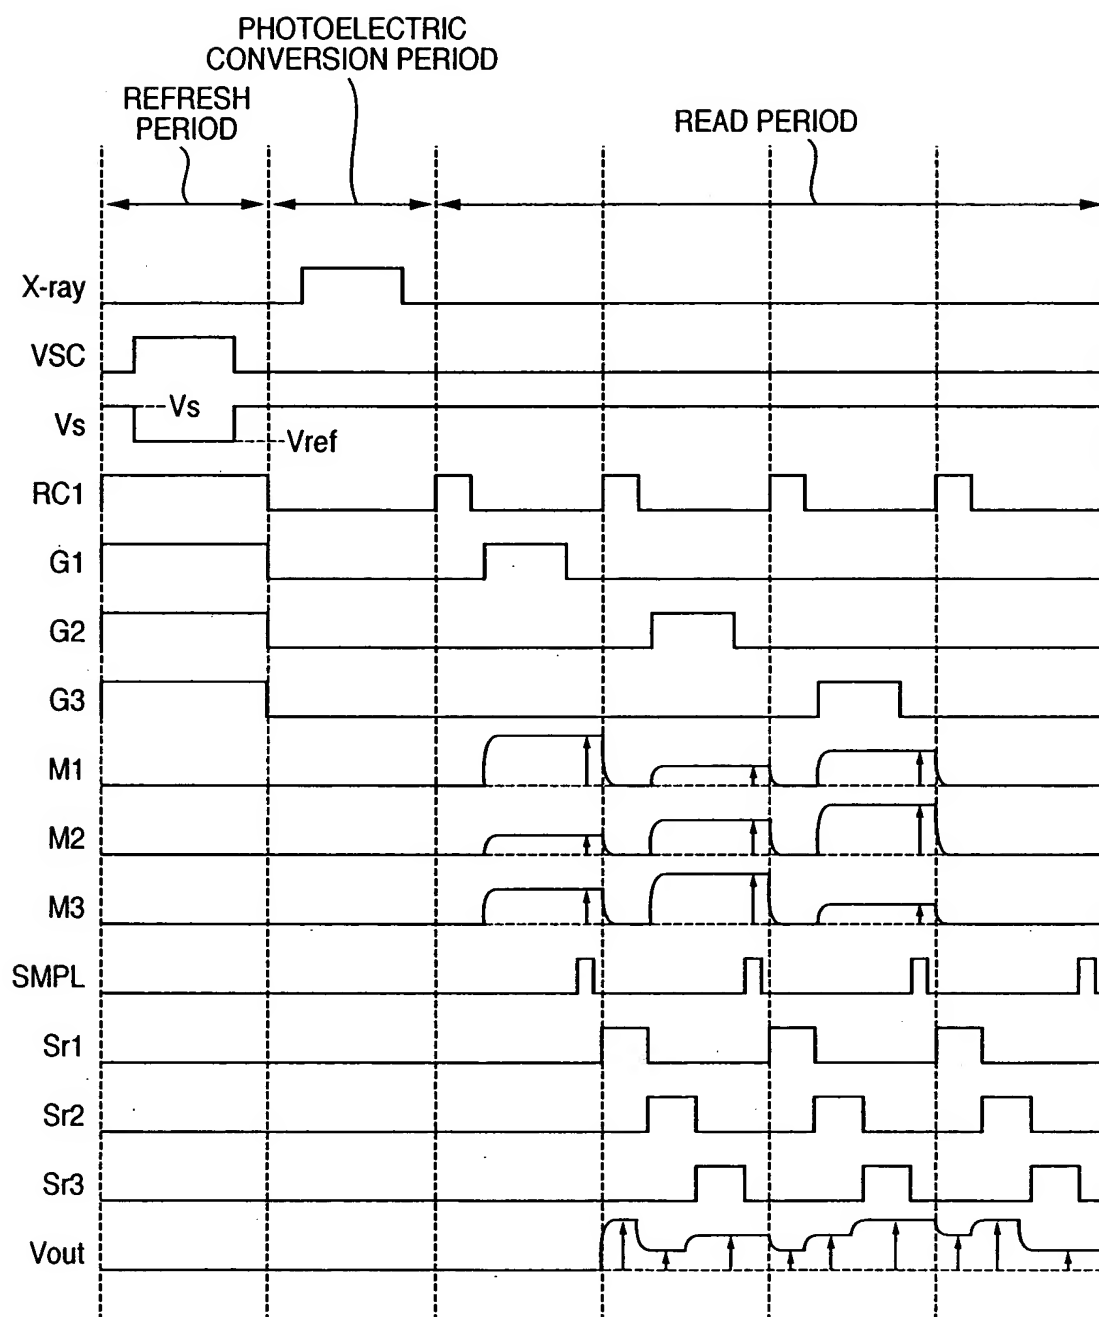 PHOTOELECTRIC
CONVERSION PERIOD
REFRESH
PERIOD
READ PERIOD
X-ray
VSC
Vs
Vs
Vref
RC1
G1
G2
G3
M1
M2
M3
SMPL
Sr1
Sr2
Sr3
Vout